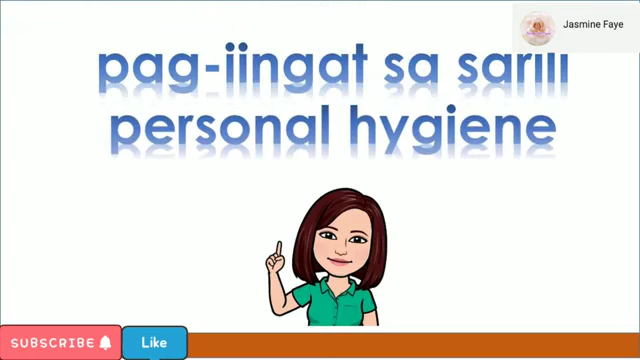 Jasmine Faye
pag-iingat sa sarili
personal hygiene
SUBSCRIBE
Like